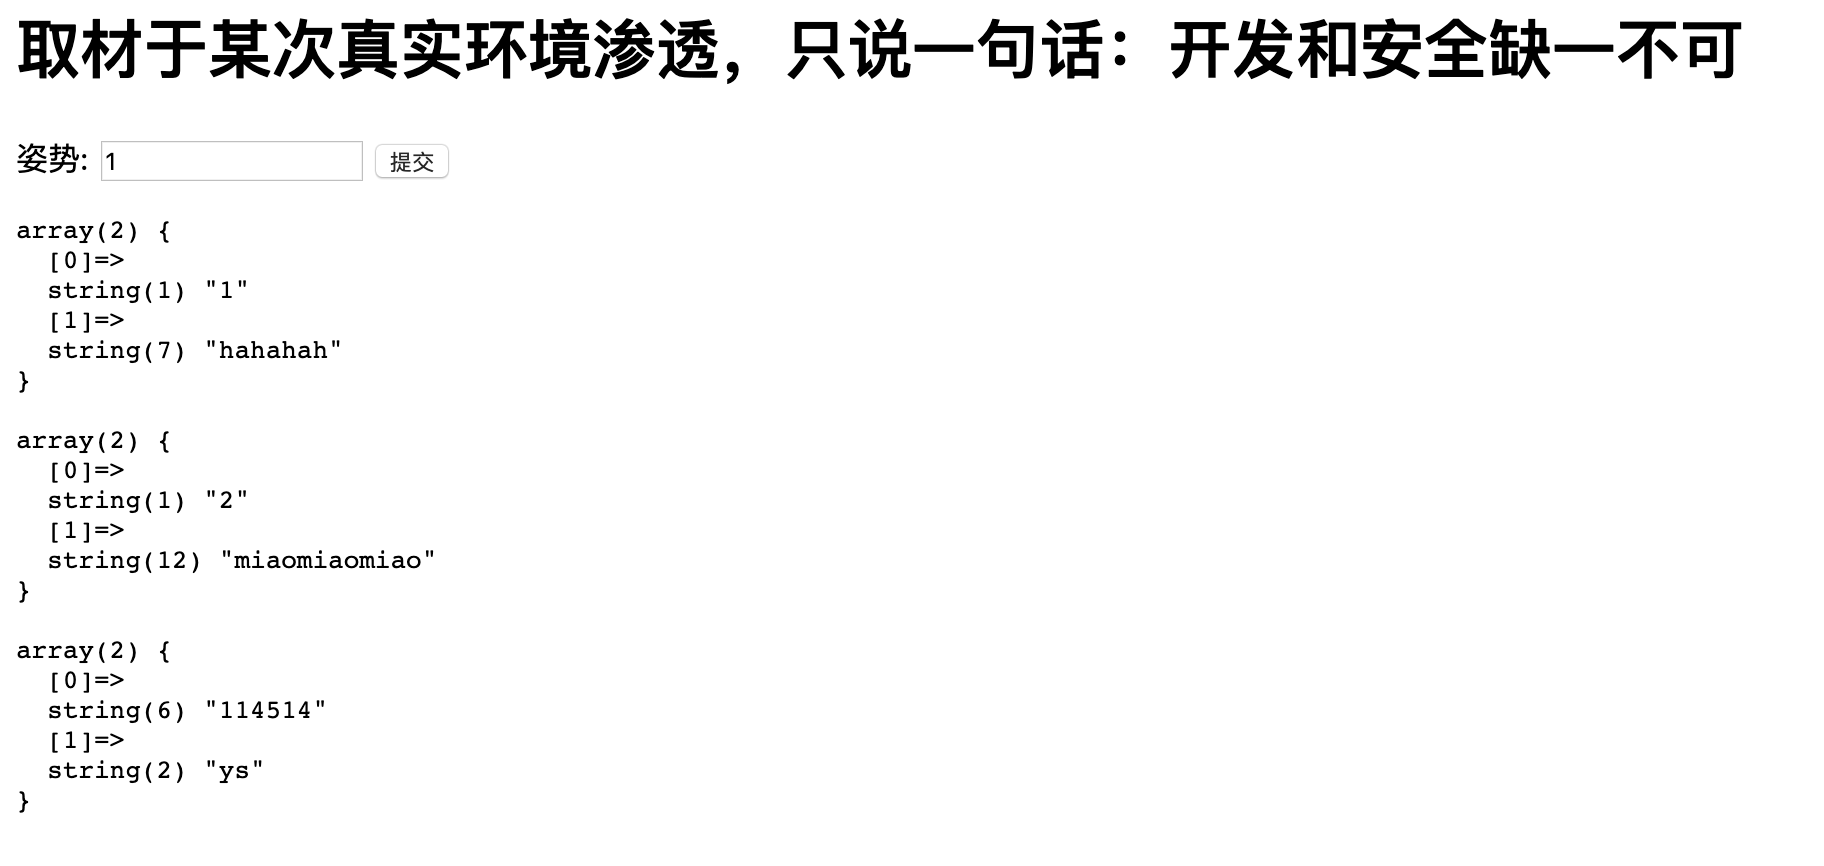 取材于某次真实环境渗透，只说一句话：开发和安全缺一不可
姿势: 1 提交
array(2) {
  [0]=>
  string(1) "1"
  [1]=>
  string(7) "hahahah"
}
array(2) {
  [0]=>
  string(1) "2"
  [1]=>
  string(12) "miaomiaomiao"
}
array(2) {
  [0]=>
  string(6) "114514"
  [1]=>
  string(2) "ys"
}